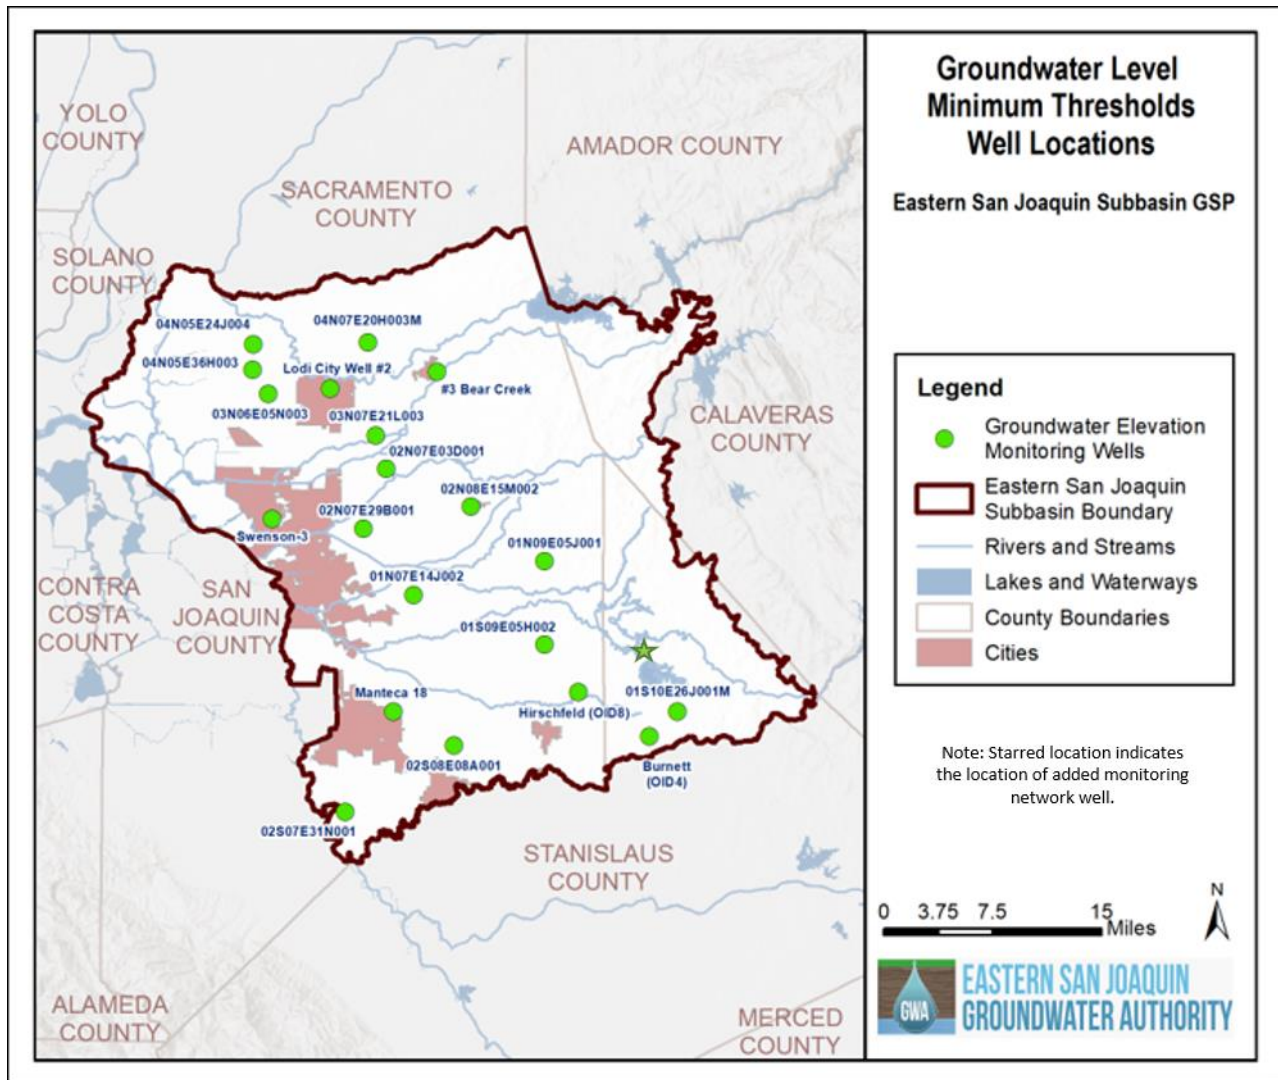 YOLO
COUNTY
AMADOR COUNTY
SACRAMENTO
COUNTY
SOLANO
COUNTY
04N05E24J004
04N07E20H003M
04N05E36H003
Lodi City Well #2
#3 Bear Creek
03N06E05N003
03N07E21L003
CALAVERAS
COUNTY
02N07E03D001
02N08E15M002
02N07E29B001
Swenson-3
01N09E05J001
01N07E14J002
CONTRA
COSTA
COUNTY
SAN
JOAQUIN
COUNTY
01S09E05H002
01S10E26J001M
Manteca 18
Hirschfeld (OID8)
02S08E08A001
Burnett
(OID4)
02S07E31N001
STANISLAUS
COUNTY
ALAMEDA
COUNTY
MERCED
COUNTY
Groundwater Level
Minimum Thresholds
Well Locations
Eastern San Joaquin Subbasin GSP
Legend
Groundwater Elevation
Monitoring Wells
Eastern San Joaquin
Subbasin Boundary
Rivers and Streams
Lakes and Waterways
County Boundaries
Cities
Note: Starred location indicates
the location of added monitoring
network well.
N
0 3.75 7.5 15
Miles
GWA
EASTERN SAN JOAQUIN
GROUNDWATER AUTHORITY